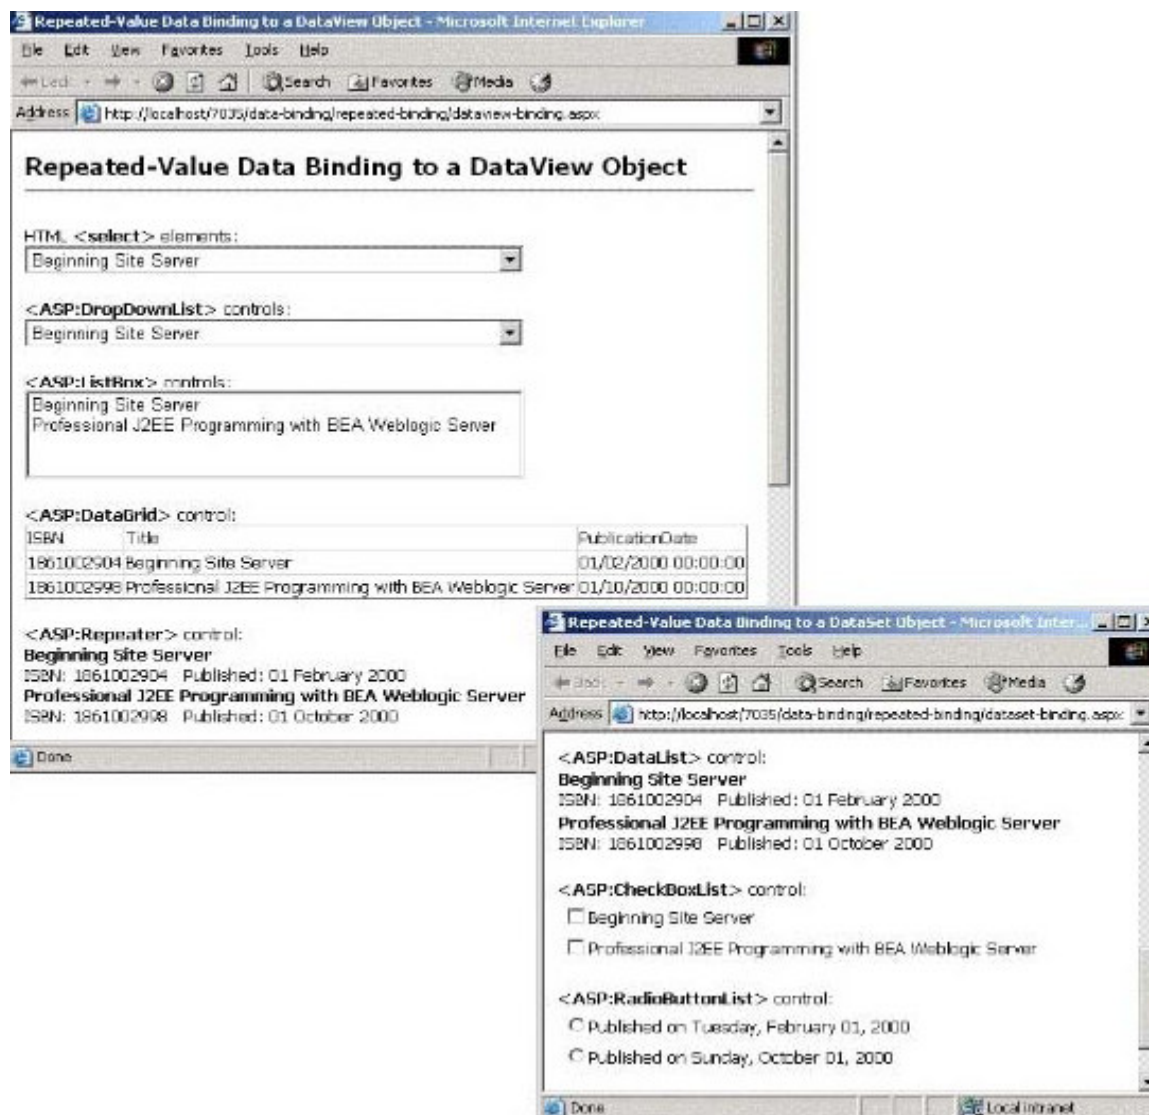 Repeated-Value Data Binding to a DataView Object - Microsoft Internet Explorer
File Edit View Favorites Tools Help
Back Search Favorites Media
Address http://localhost/7035/data-binding/repeated-binding/dataview-binding.aspx
Repeated-Value Data Binding to a DataView Object
HTML <select> elements:
Beginning Site Server
<ASP:DropDownList> controls:
Beginning Site Server
<ASP:ListBox> controls:
Beginning Site Server
Professional J2EE Programming with BEA Weblogic Server
<ASP:DataGrid> control:
ISBN Title PublicationDate
1861002904 Beginning Site Server 01/02/2000 00:00:00
1861002998 Professional J2EE Programming with BEA Weblogic Server 01/10/2000 00:00:00
<ASP:Repeater> control:
Beginning Site Server
ISBN: 1861002904 Published: 01 February 2000
Professional J2EE Programming with BEA Weblogic Server
ISBN: 1861002998 Published: 01 October 2000
Done
Repeated-Value Data Binding to a DataSet Object - Microsoft Inter...
File Edit View Favorites Tools Help
Back Search Favorites Media
Address http://localhost/7035/data-binding/repeated-binding/dataset-binding.aspx
<ASP:DataList> control:
Beginning Site Server
ISBN: 1861002904 Published: 01 February 2000
Professional J2EE Programming with BEA Weblogic Server
ISBN: 1861002998 Published: 01 October 2000
<ASP:CheckBoxList> control:
Beginning Site Server
Professional J2EE Programming with BEA Weblogic Server
<ASP:RadioButtonList> control:
Published on Tuesday, February 01, 2000
Published on Sunday, October 01, 2000
Done Local intranet